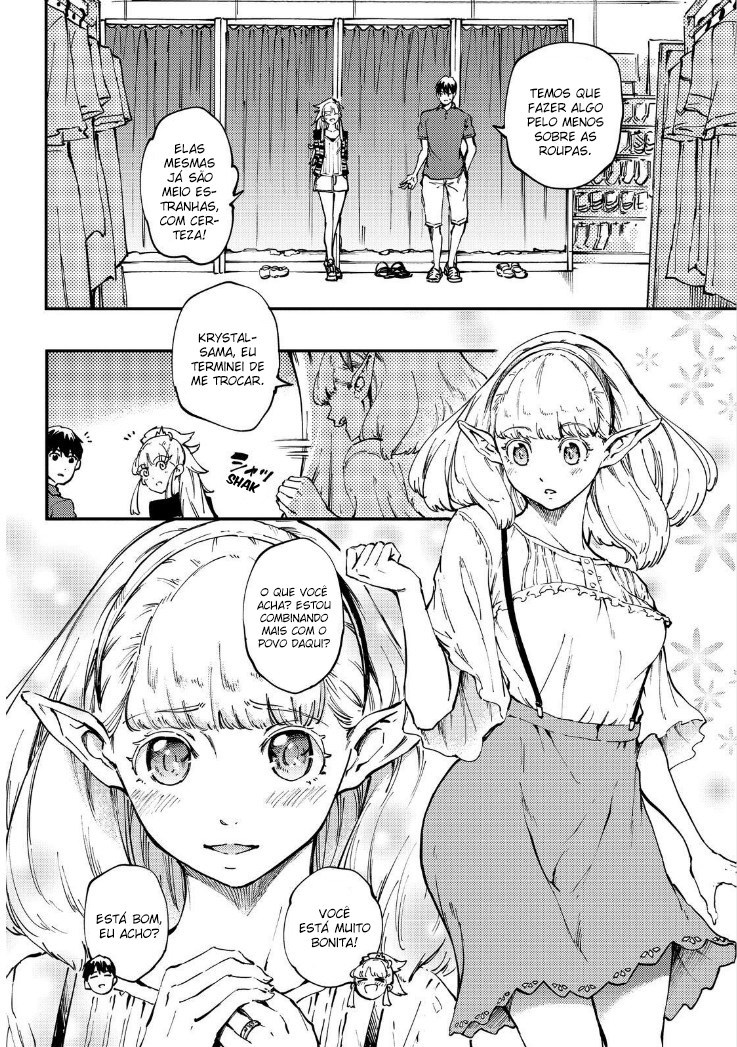 TEMOS QUE
FAZER ALGO
PELO MENOS
SOBRE AS
ROUPAS.
ELAS
MESMAS
JÁ SÃO
MEIO ES-
TRANHAS,
COM CER-
TEZA!
KRYSTAL-
SAMA, EU
TERMINEI DE
ME TROCAR.
シャッ
SHAK
O QUE VOCÊ
ACHA? ESTOU
COMBINANDO
MAIS COM O
POVO DAQUI?
VOCÊ
ESTÁ MUITO
BONITA!
ESTÁ BOM,
EU ACHO?